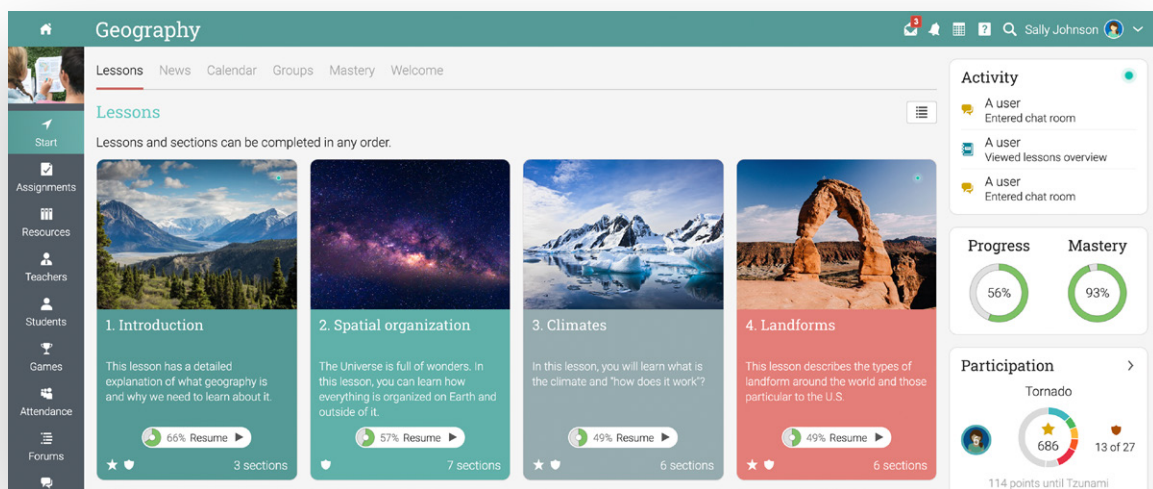 Geography
3
?
Sally Johnson
Start
Assignments
Resources
Teachers
Students
Games
Attendance
Forums
Lessons News Calendar Groups Mastery Welcome
Lessons
Lessons and sections can be completed in any order.
1. Introduction
This lesson has a detailed
explanation of what geography is
and why we need to learn about it.
66% Resume
3 sections
2. Spatial organization
The Universe is full of wonders. In
this lesson, you can learn how
everything is organized on Earth and
outside of it.
57% Resume
7 sections
3. Climates
In this lesson, you will learn what is
the climate and "how does it work"?
49% Resume
6 sections
4. Landforms
This lesson describes the types of
landform around the world and those
particular to the U.S.
49% Resume
6 sections
Activity
A user
Entered chat room
A user
Viewed lessons overview
A user
Entered chat room
Progress Mastery
56% 93%
Participation
Tornado
686
13 of 27
114 points until Tzunami